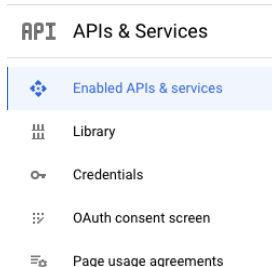 API APIs & Services
Enabled APIs & services
Library
Credentials
OAuth consent screen
Page usage agreements